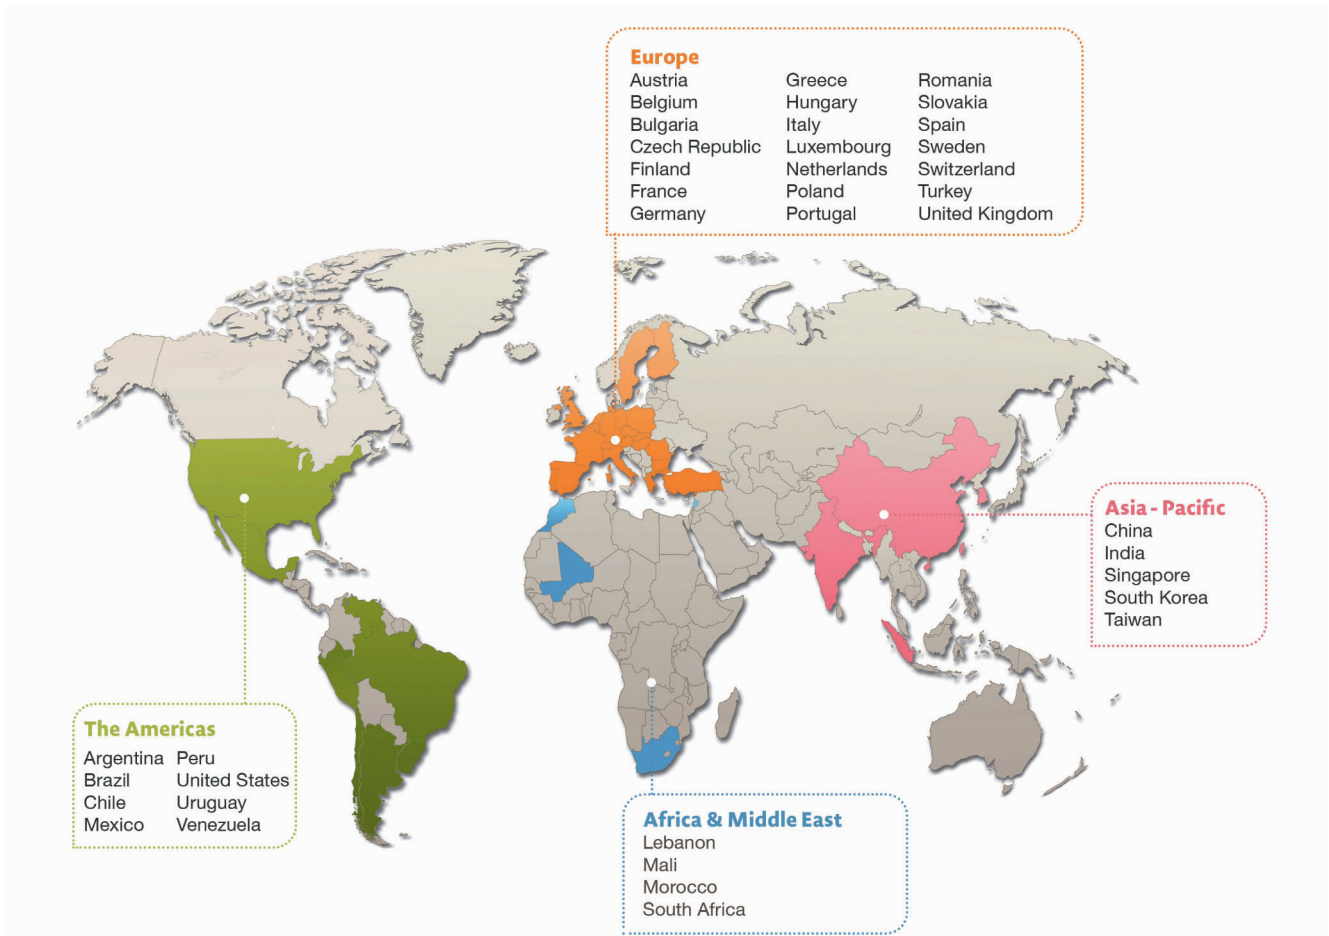 Europe
Austria
Belgium
Bulgaria
Czech Republic
Finland
France
Germany
Greece
Hungary
Italy
Luxembourg
Netherlands
Poland
Portugal
Romania
Slovakia
Spain
Sweden
Switzerland
Turkey
United Kingdom
Asia - Pacific
China
India
Singapore
South Korea
Taiwan
The Americas
Argentina
Brazil
Chile
Mexico
Peru
United States
Uruguay
Venezuela
Africa & Middle East
Lebanon
Mali
Morocco
South Africa